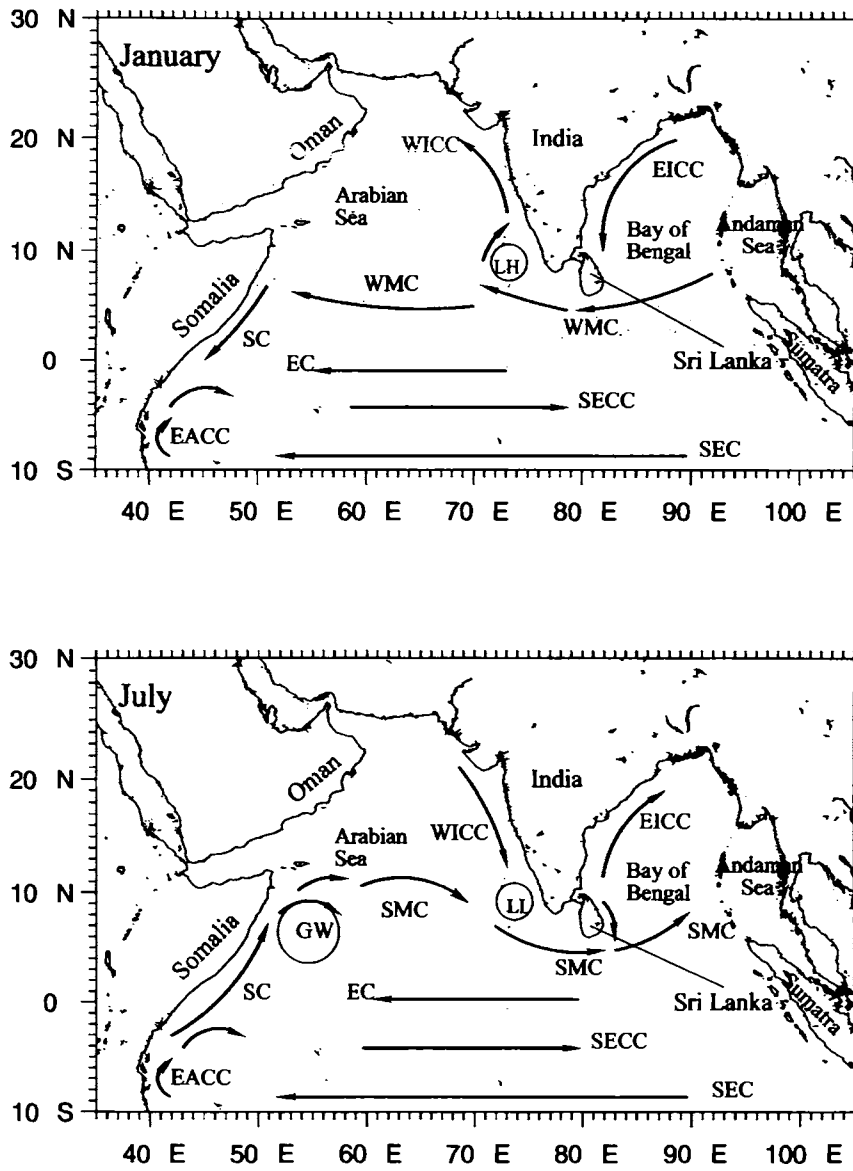 30 N
January
20 N
Oman
WICC
India
EICC
Arabian
Sea
Bay of
Bengal
Andaman
Sea
10 N
LH
Somalia
WMC
WMC
SC
Sri Lanka
Sumatra
0
EC
SECC
EACC
SEC
10 S
40 E 50 E 60 E 70 E 80 E 90 E 100 E
30 N
July
20 N
Oman
India
WICC
EICC
Arabian
Sea
Bay of
Bengal
Andaman
Sea
10 N
SMC
LL
GW
Somalia
SMC
SMC
SC
EC
Sri Lanka
Sumatra
0
SECC
EACC
SEC
10 S
40 E 50 E 60 E 70 E 80 E 90 E 100 E